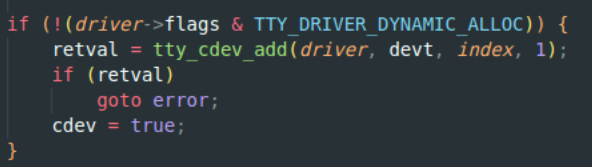 if (!(driver->flags & TTY_DRIVER_DYNAMIC_ALLOC)) {
    retval = tty_cdev_add(driver, devt, index, 1);
    if (retval)
        goto error;
    cdev = true;
}